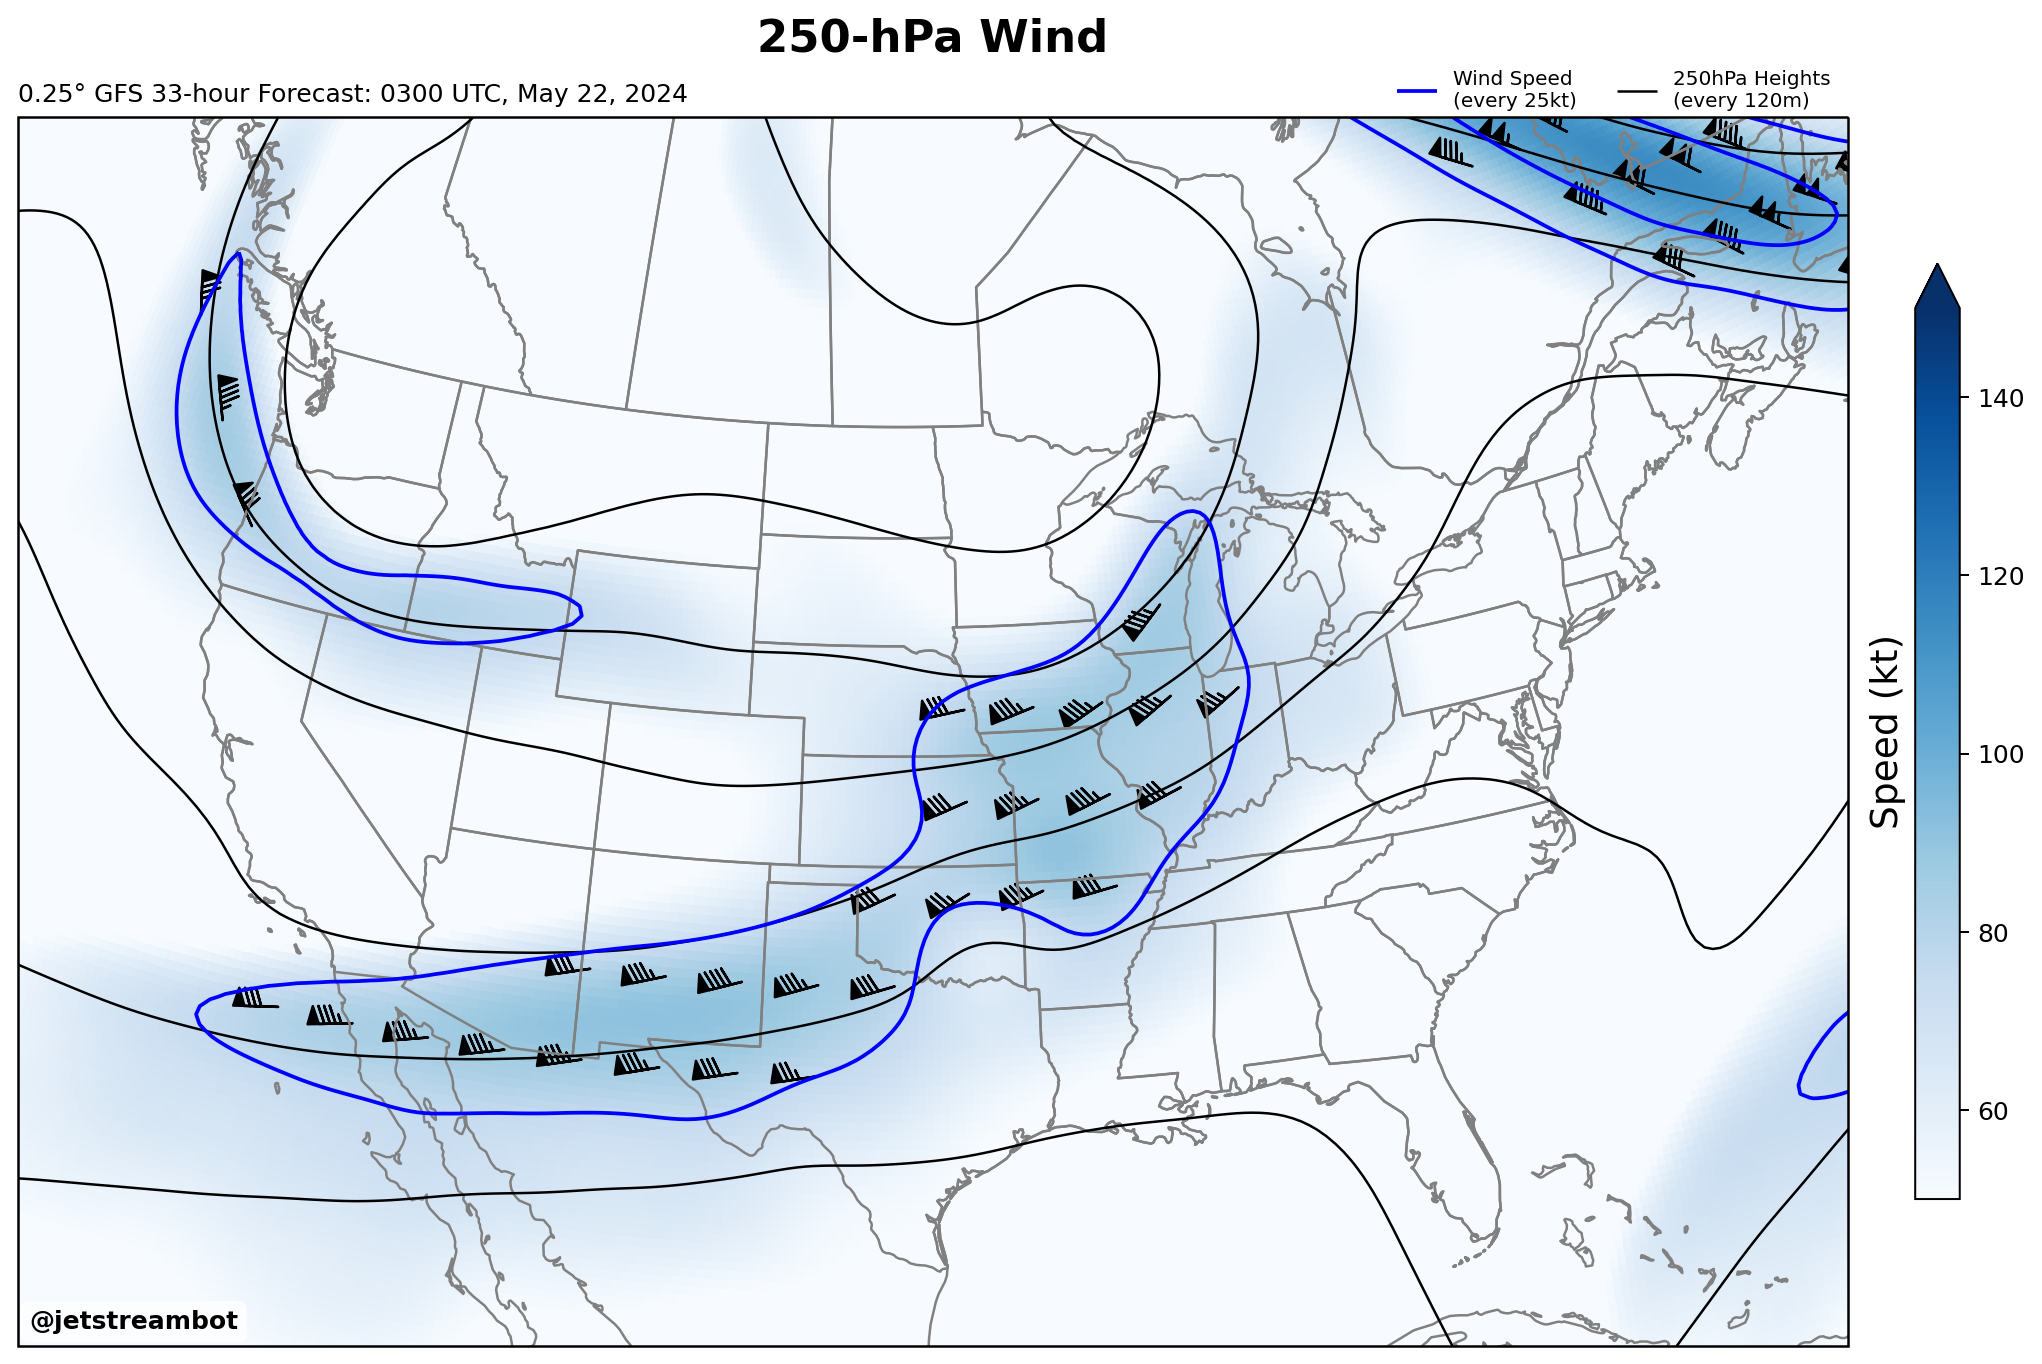 250-hPa Wind
0.25° GFS 33-hour Forecast: 0300 UTC, May 22, 2024
Wind Speed
(every 25kt)
250hPa Heights
(every 120m)
140
120
100
80
60
Speed (kt)
@jetstreambot